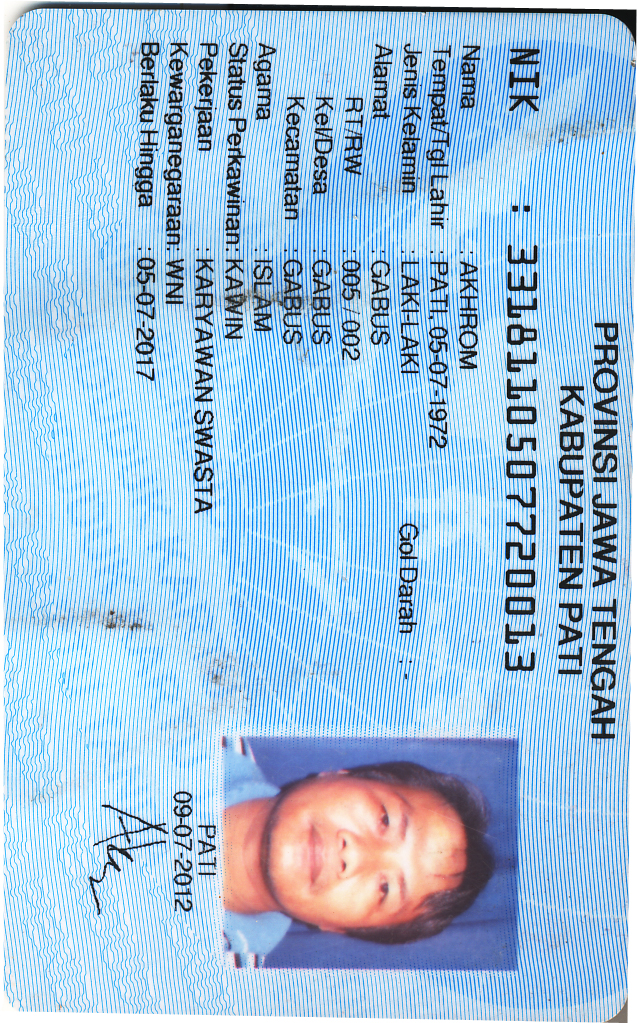 PROVINSI JAWA TENGAH
KABUPATEN PATI
NIK : 3318110507720013
Nama : AKHROM
Tempat/Tgl Lahir : PATI, 05-07-1972
Jenis Kelamin : LAKI-LAKI Gol Darah : -
Alamat : GABUS
RT/RW : 005 / 002
Kel/Desa : GABUS
Kecamatan : GABUS
Agama : ISLAM
Status Perkawinan: KAWIN
Pekerjaan : KARYAWAN SWASTA
Kewarganegaraan: WNI
Berlaku Hingga : 05-07-2017
PATI
09-07-2012